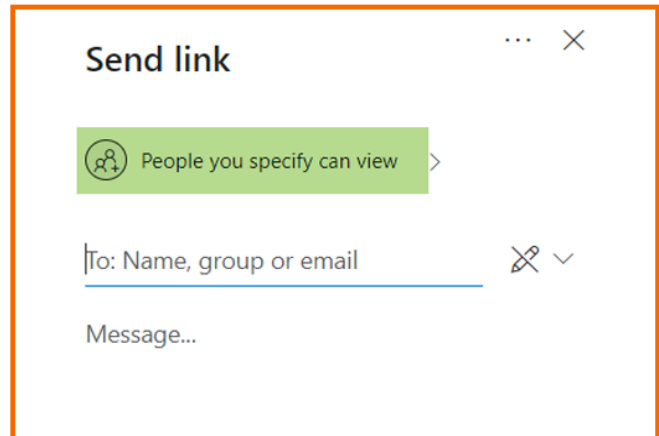 Send link
People you specify can view
To: Name, group or email
Message...